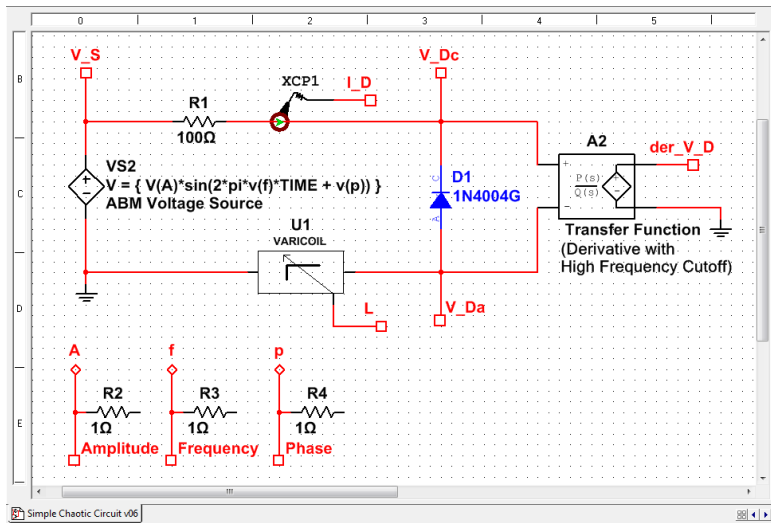 0 1 2 3 4 5
V_S
V_Dc
B
XCP1
I_D
R1
100Ω
A2
der_V_D
VS2
V = { V(A)*sin(2*pi*v(f)*TIME + v(p)) }
ABM Voltage Source
C
D1
1N4004G
C
A
+
−
P(s)
Q(s)
+
−
Transfer Function
(Derivative with
High Frequency Cutoff)
U1
VARICOIL
D
L
V_Da
A f p
R2 R3 R4
1Ω 1Ω 1Ω
E
Amplitude Frequency Phase
Simple Chaotic Circuit v06